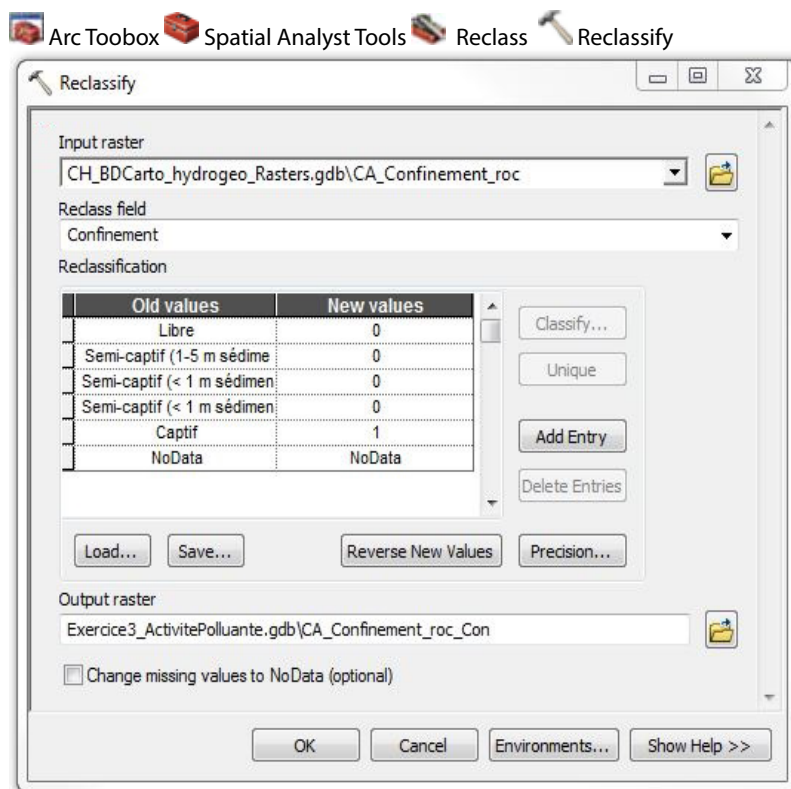 Arc Toobox Spatial Analyst Tools Reclass Reclassify
Reclassify
Input raster
CH_BDCarto_hydrogeo_Rasters.gdb\CA_Confinement_roc
Reclass field
Confinement
Reclassification
Old values New values
Libre 0
Semi-captif (1-5 m sédime 0
Semi-captif (< 1 m sédimen 0
Semi-captif (< 1 m sédimen 0
Captif 1
NoData NoData
Classify...
Unique
Add Entry
Delete Entries
Load... Save... Reverse New Values Precision...
Output raster
Exercice3_ActivitePolluante.gdb\CA_Confinement_roc_Con
Change missing values to NoData (optional)
OK Cancel Environments... Show Help >>